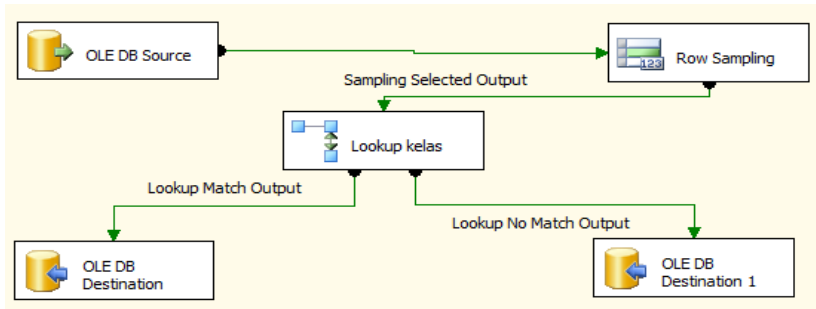 OLE DB Source
Row Sampling
123
Sampling Selected Output
Lookup kelas
Lookup Match Output
Lookup No Match Output
OLE DB
Destination
OLE DB
Destination 1